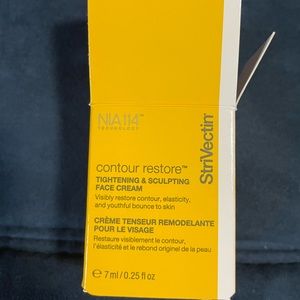 NIA114™
TECHNOLOGY
contour restore™
TIGHTENING & SCULPTING
FACE CREAM
Visibly restore contour, elasticity,
and youthful bounce to skin
CRÈME TENSEUR REMODELANTE
POUR LE VISAGE
Restaure visiblement le contour,
l'élasticité et le rebond original de la peau
℮ 7 ml / 0.25 fl oz
StriVectin®